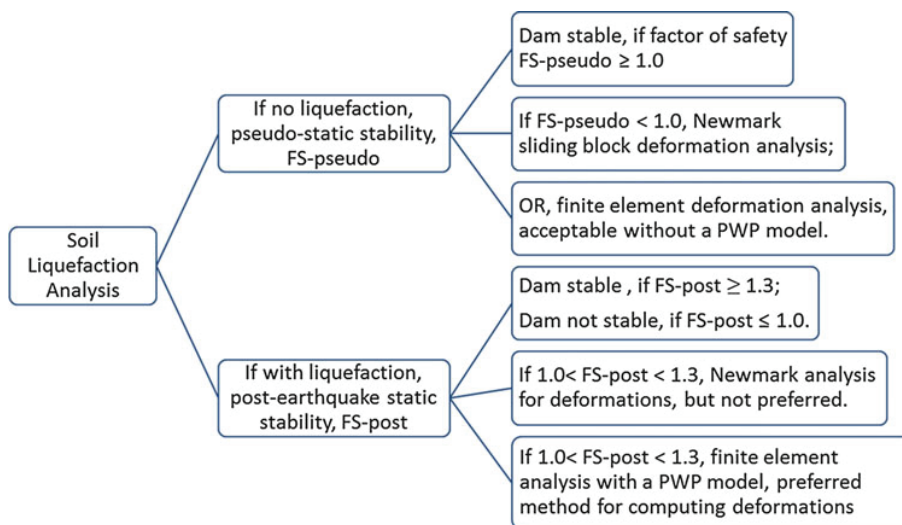 Soil
Liquefaction
Analysis
If no liquefaction,
pseudo-static stability,
FS-pseudo
Dam stable, if factor of safety
FS-pseudo ≥ 1.0
If FS-pseudo < 1.0, Newmark
sliding block deformation analysis;
OR, finite element deformation analysis,
acceptable without a PWP model.
If with liquefaction,
post-earthquake static
stability, FS-post
Dam stable , if FS-post ≥ 1.3;
Dam not stable, if FS-post ≤ 1.0.
If 1.0< FS-post < 1.3, Newmark analysis
for deformations, but not preferred.
If 1.0< FS-post < 1.3, finite element
analysis with a PWP model, preferred
method for computing deformations